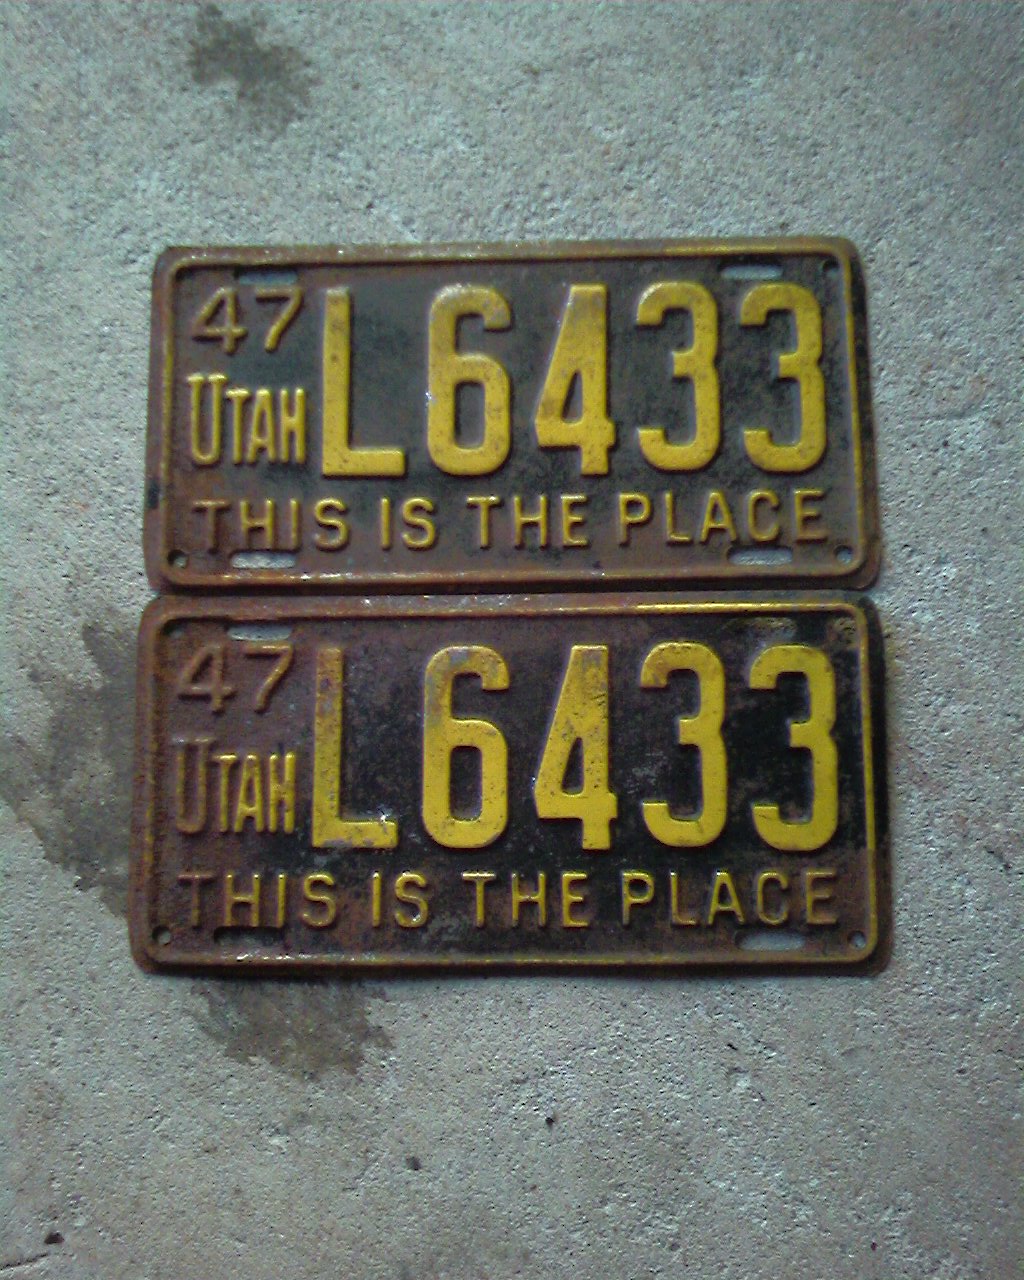 47 L6433
UTAH
THIS IS THE PLACE
47 L6433
UTAH
THIS IS THE PLACE